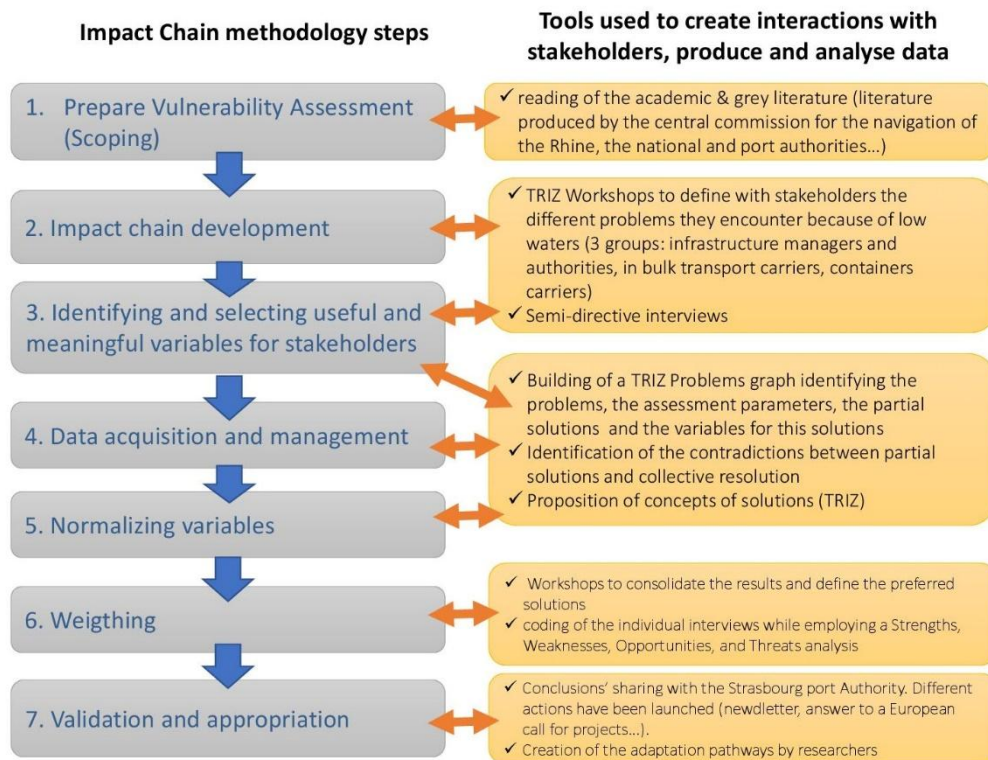 Impact Chain methodology steps
Tools used to create interactions with
stakeholders, produce and analyse data
1. Prepare Vulnerability Assessment
(Scoping)
✓ reading of the academic & grey literature (literature
produced by the central commission for the navigation of
the Rhine, the national and port authorities...)
2. Impact chain development
✓ TRIZ Workshops to define with stakeholders the
different problems they encounter because of low
waters (3 groups: infrastructure managers and
authorities, in bulk transport carriers, containers
carriers)
✓ Semi-directive interviews
3. Identifying and selecting useful and
meaningful variables for stakeholders
✓ Building of a TRIZ Problems graph identifying the
problems, the assessment parameters, the partial
solutions and the variables for this solutions
✓ Identification of the contradictions between partial
solutions and collective resolution
✓ Proposition of concepts of solutions (TRIZ)
4. Data acquisition and management
5. Normalizing variables
6. Weigthing
✓ Workshops to consolidate the results and define the preferred
solutions
✓ coding of the individual interviews while employing a Strengths,
Weaknesses, Opportunities, and Threats analysis
7. Validation and appropriation
✓ Conclusions' sharing with the Strasbourg port Authority. Different
actions have been launched (newdletter, answer to a European
call for projects...).
✓ Creation of the adaptation pathways by researchers